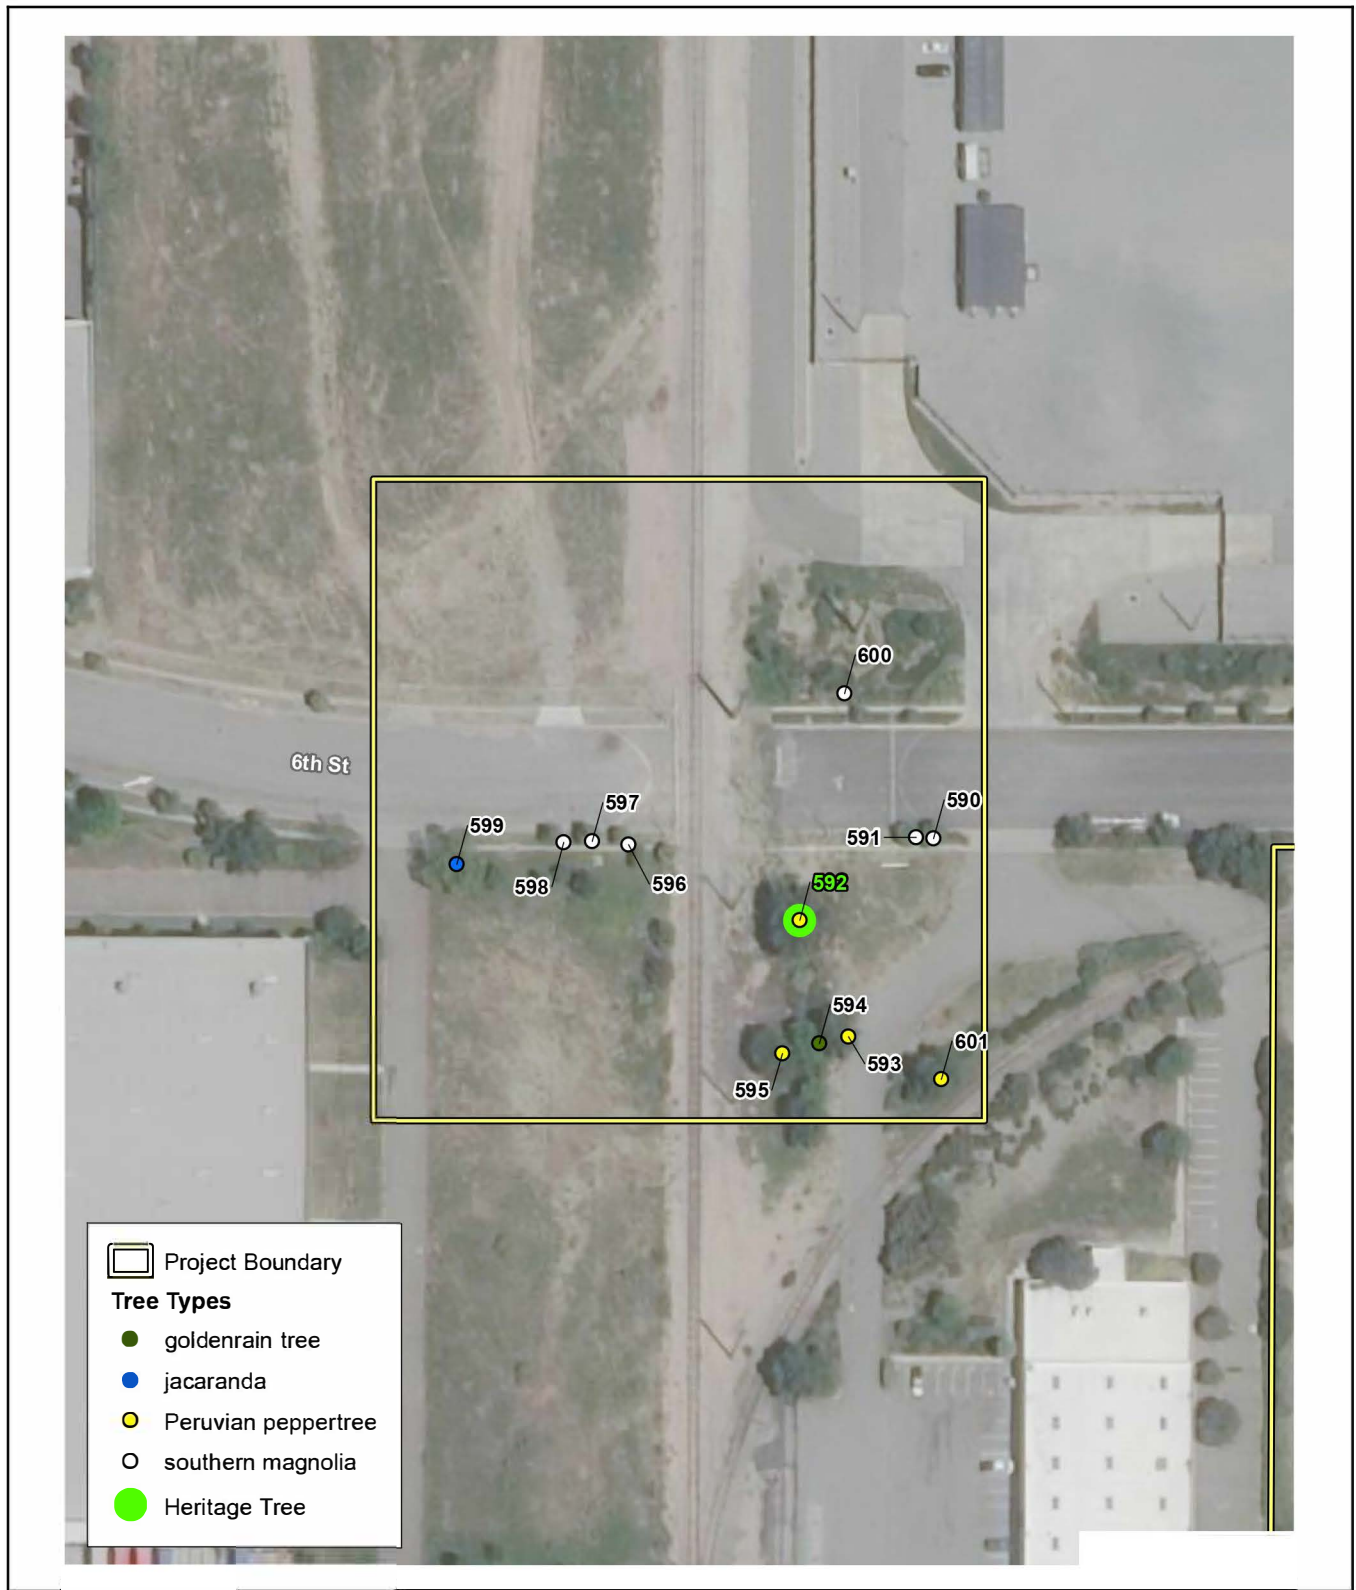 600
6th St
597
590
599
591
598
596
592
594
601
593
595
Project Boundary
Tree Types
goldenrain tree
jacaranda
Peruvian peppertree
southern magnolia
Heritage Tree